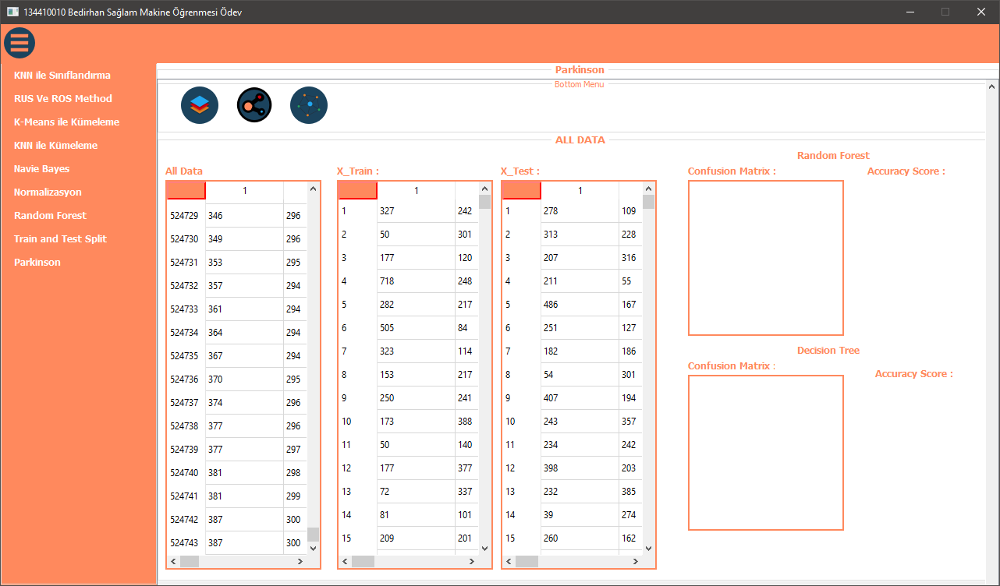 134410010 Bedirhan Sağlam Makine Öğrenmesi Ödev
KNN ile Sınıflandırma
RUS Ve ROS Method
K-Means ile Kümeleme
KNN ile Kümeleme
Navie Bayes
Normalizasyon
Random Forest
Train and Test Split
Parkinson
Parkinson
Bottom Menu
ALL DATA
All Data
1
524729 346 296
524730 349 296
524731 353 295
524732 357 294
524733 361 294
524734 364 294
524735 367 294
524736 370 295
524737 374 296
524738 377 296
524739 377 297
524740 381 298
524741 381 299
524742 387 300
524743 387 300
X_Train :
1
1 327 242
2 50 301
3 177 120
4 718 248
5 282 217
6 505 84
7 323 114
8 153 217
9 250 241
10 173 388
11 50 140
12 177 377
13 72 337
14 81 101
15 209 201
X_Test :
1
1 278 109
2 313 228
3 207 316
4 211 55
5 486 167
6 251 127
7 182 186
8 54 301
9 407 194
10 243 357
11 234 242
12 398 203
13 232 385
14 39 274
15 260 162
Random Forest
Confusion Matrix :
Accuracy Score :
Decision Tree
Confusion Matrix :
Accuracy Score :